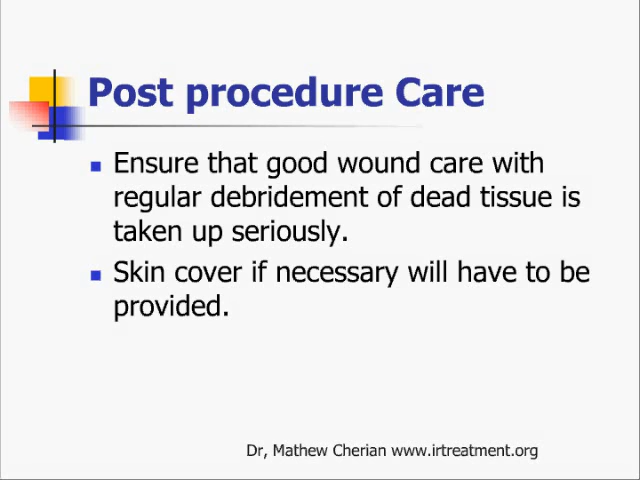 Post procedure Care
Ensure that good wound care with
regular debridement of dead tissue is
taken up seriously.
Skin cover if necessary will have to be
provided.
Dr, Mathew Cherian www.irtreatment.org